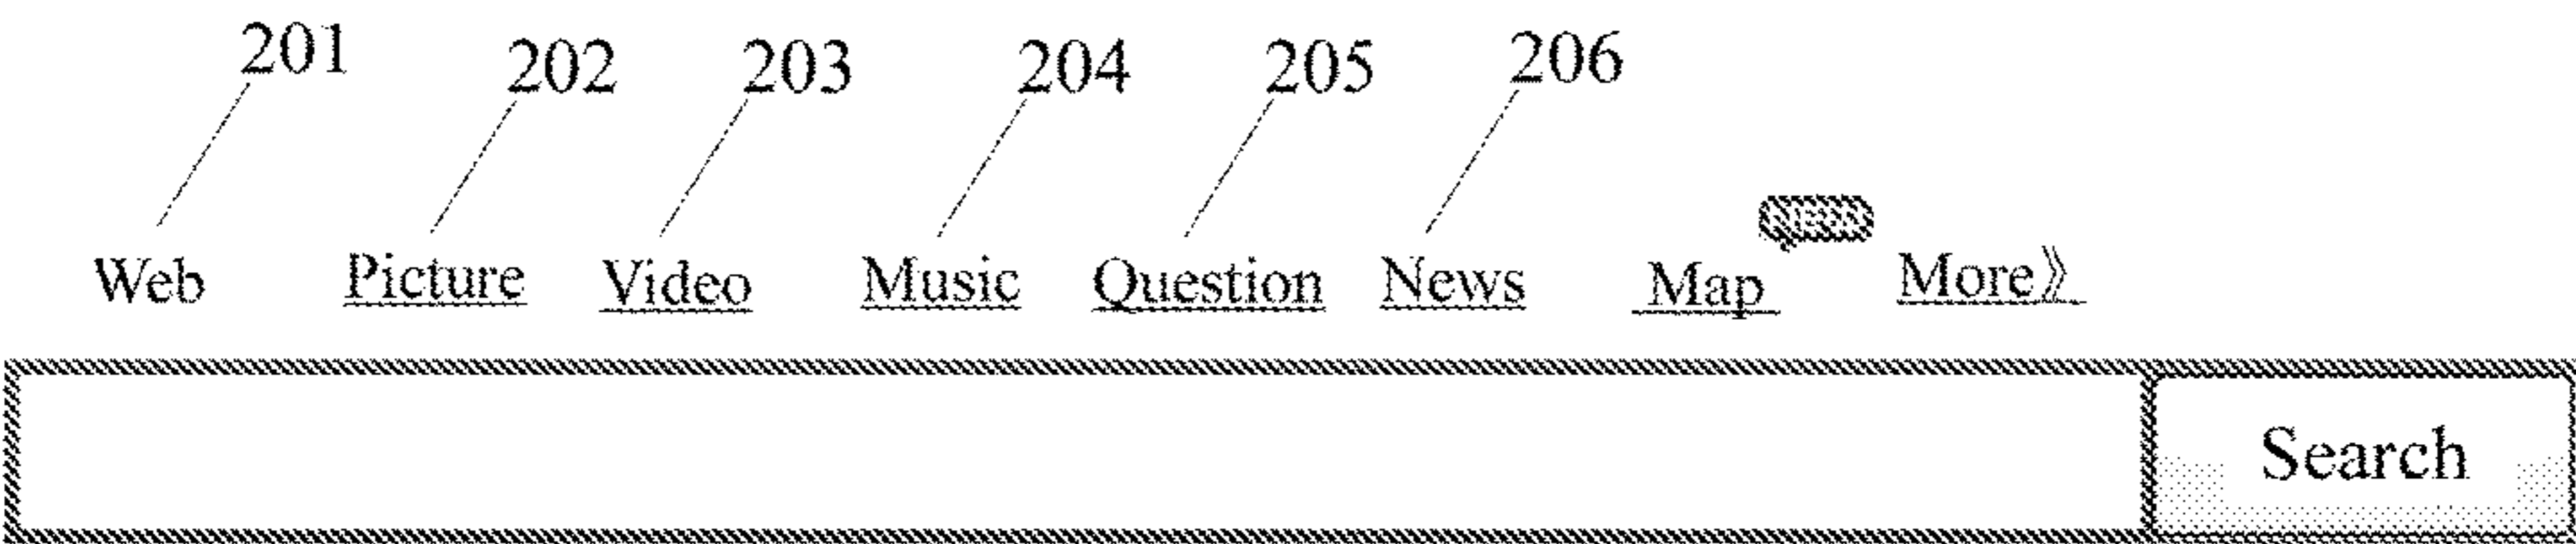 201 202 203 204 205 206
Web Picture Video Music Question News Map More》
Search